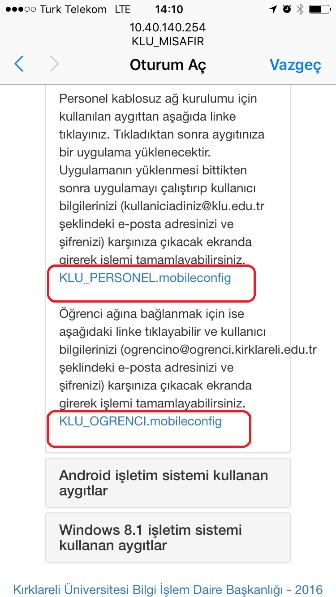 Turk Telekom LTE 14:10
10.40.140.254
KLU_MISAFIR
Oturum Aç
Vazgeç
Personel kablosuz ağ kurulumu için
kullanılan aygıttan aşağıda linke
tıklayınız. Tıkladıktan sonra aygıtınıza
bir uygulama yüklenecektir.
Uygulamanın yüklenmesi bittikten
sonra uygulamayı çalıştırıp kullanıcı
bilgilerinizi (kullaniciadiniz@klu.edu.tr
şeklindeki e-posta adresinizi ve
şifrenizi) karşınıza çıkacak ekranda
girerek işlemi tamamlayabilirsiniz.
KLU_PERSONEL.mobileconfig
Öğrenci ağına bağlanmak için ise
aşağıdaki linke tıklayabilir ve kullanıcı
bilgilerinizi (ogrencino@ogrenci.kirklareli.edu.tr
şeklindeki e-posta adresinizi ve
şifrenizi) karşınıza çıkacak ekranda
girerek işlemi tamamlayabilirsiniz.
KLU_OGRENCI.mobileconfig
Android işletim sistemi kullanan
aygıtlar
Windows 8.1 işletim sistemi
kullanan aygıtlar
Kırklareli Üniversitesi Bilgi İşlem Daire Başkanlığı - 2016